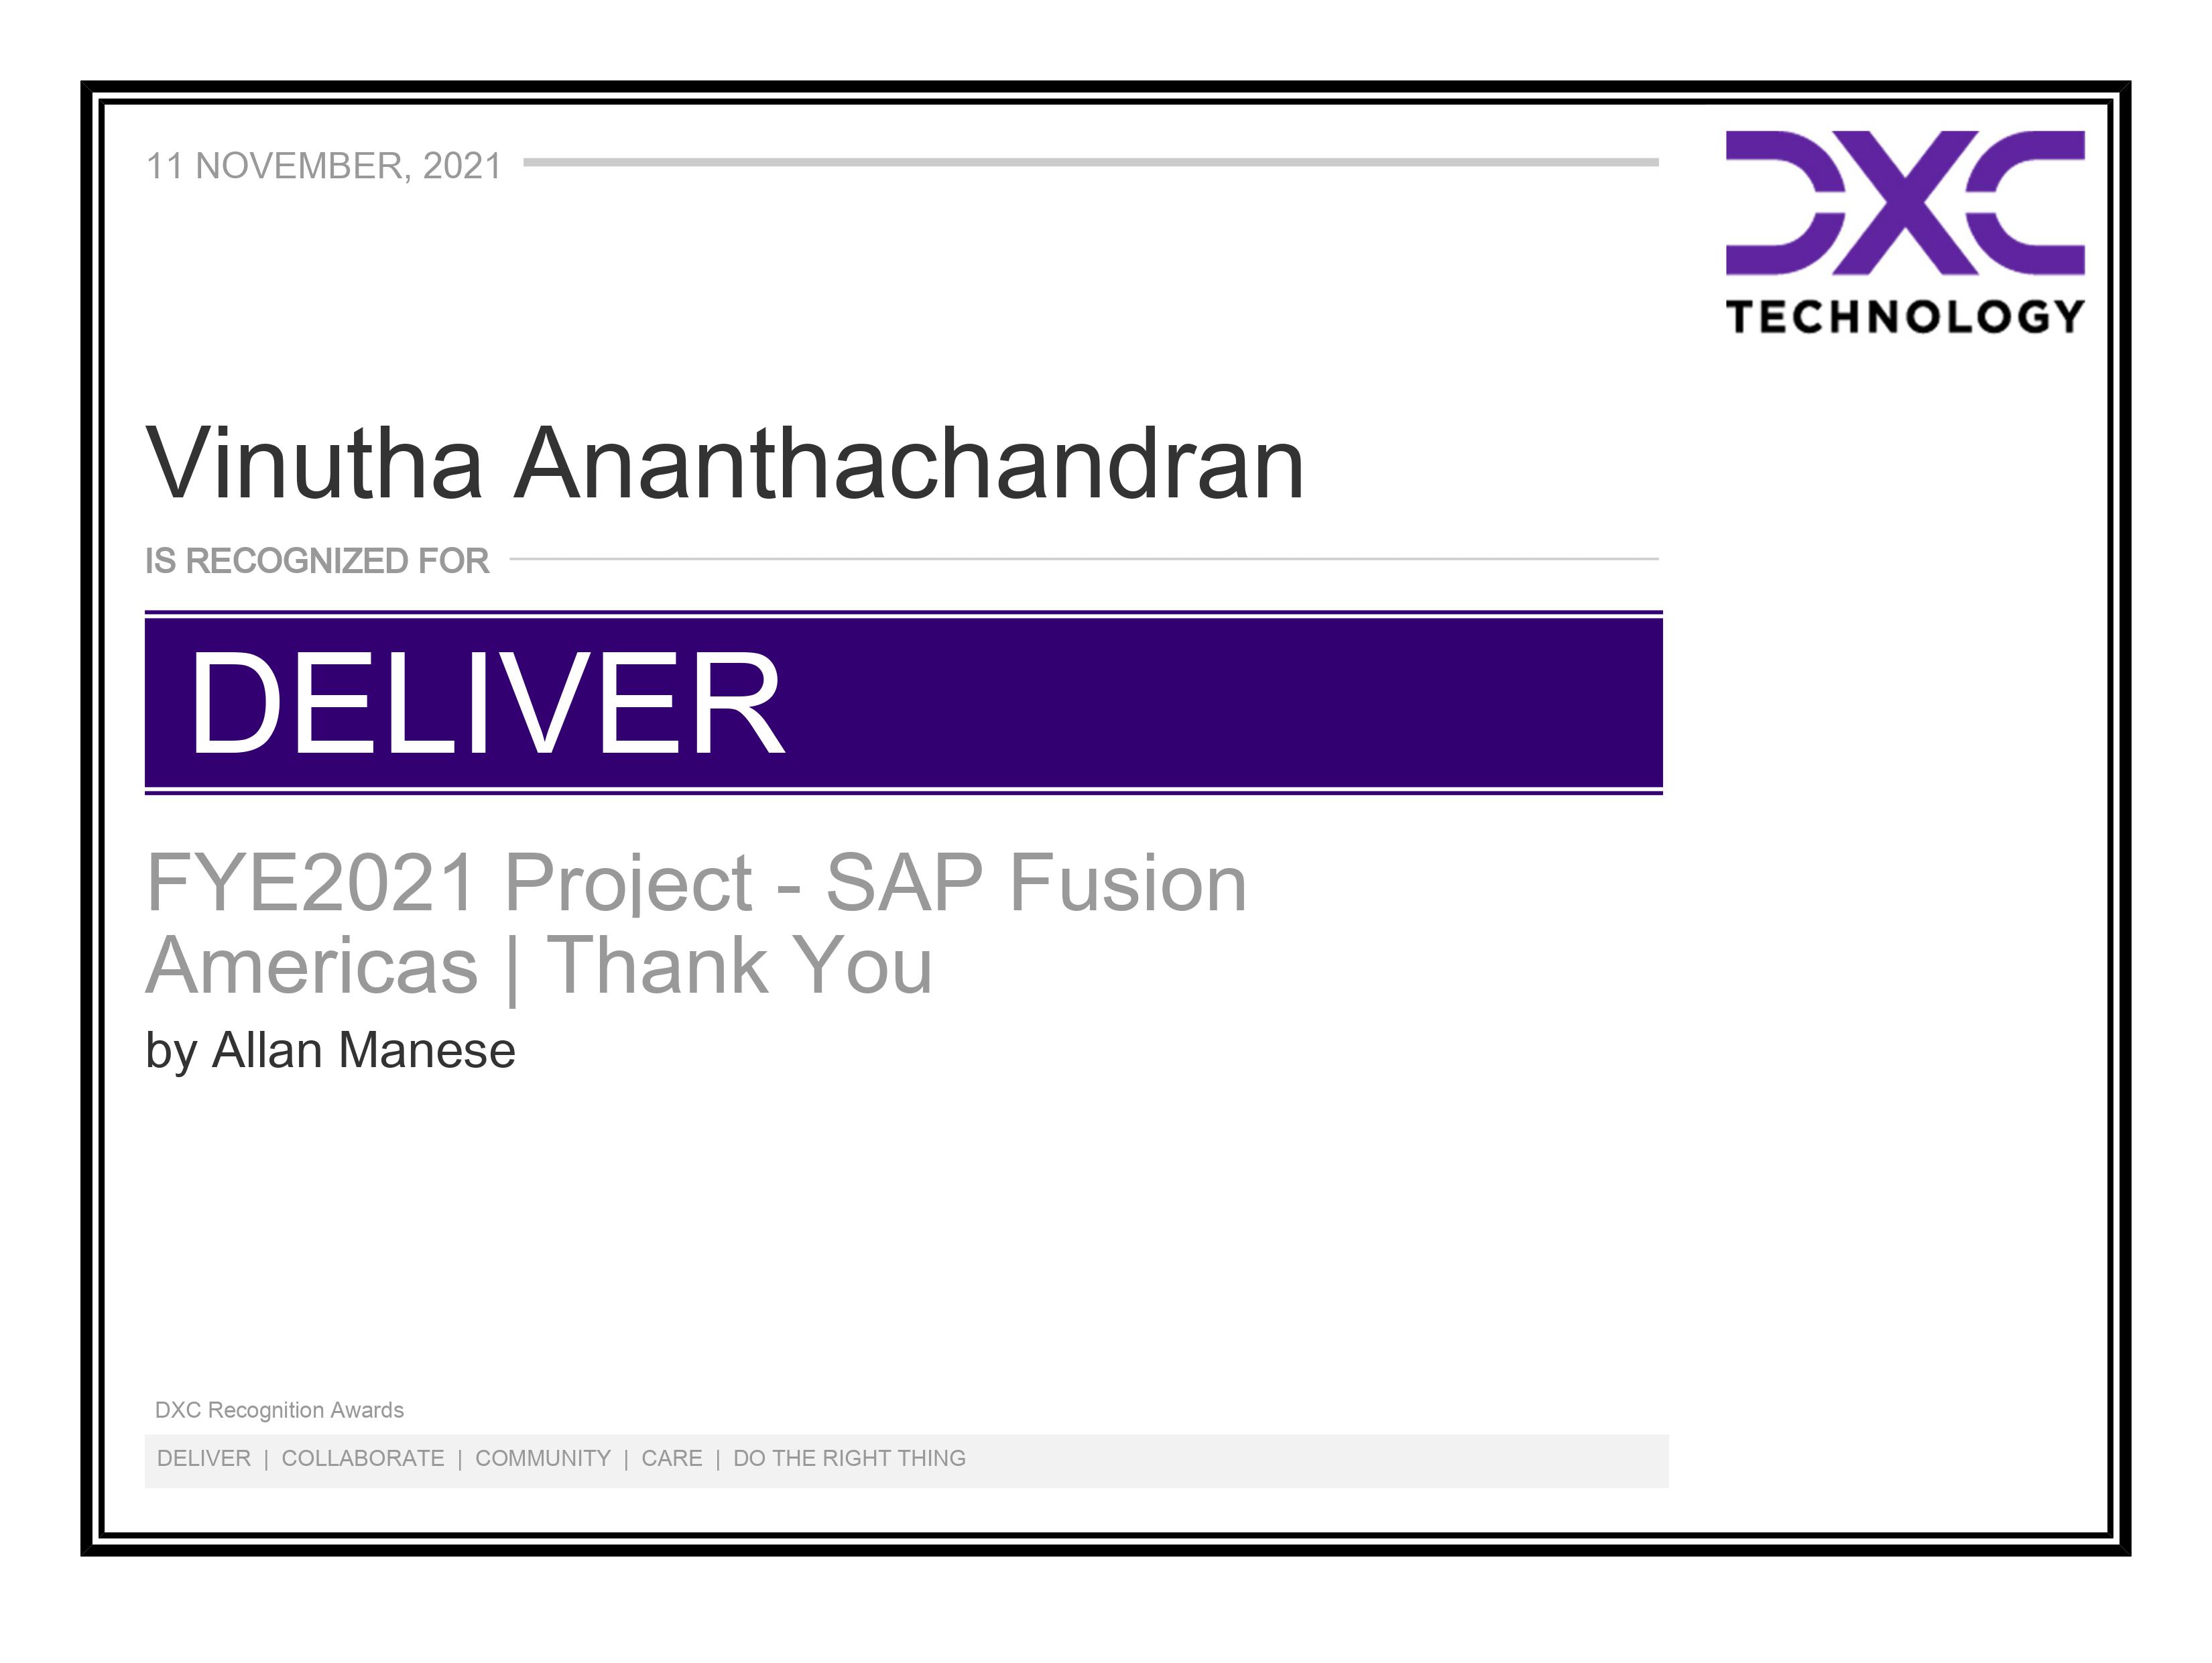 11 NOVEMBER, 2021
DXC
TECHNOLOGY
Vinutha Ananthachandran
IS RECOGNIZED FOR
DELIVER
FYE2021 Project - SAP Fusion
Americas | Thank You
by Allan Manese
DXC Recognition Awards
DELIVER | COLLABORATE | COMMUNITY | CARE | DO THE RIGHT THING